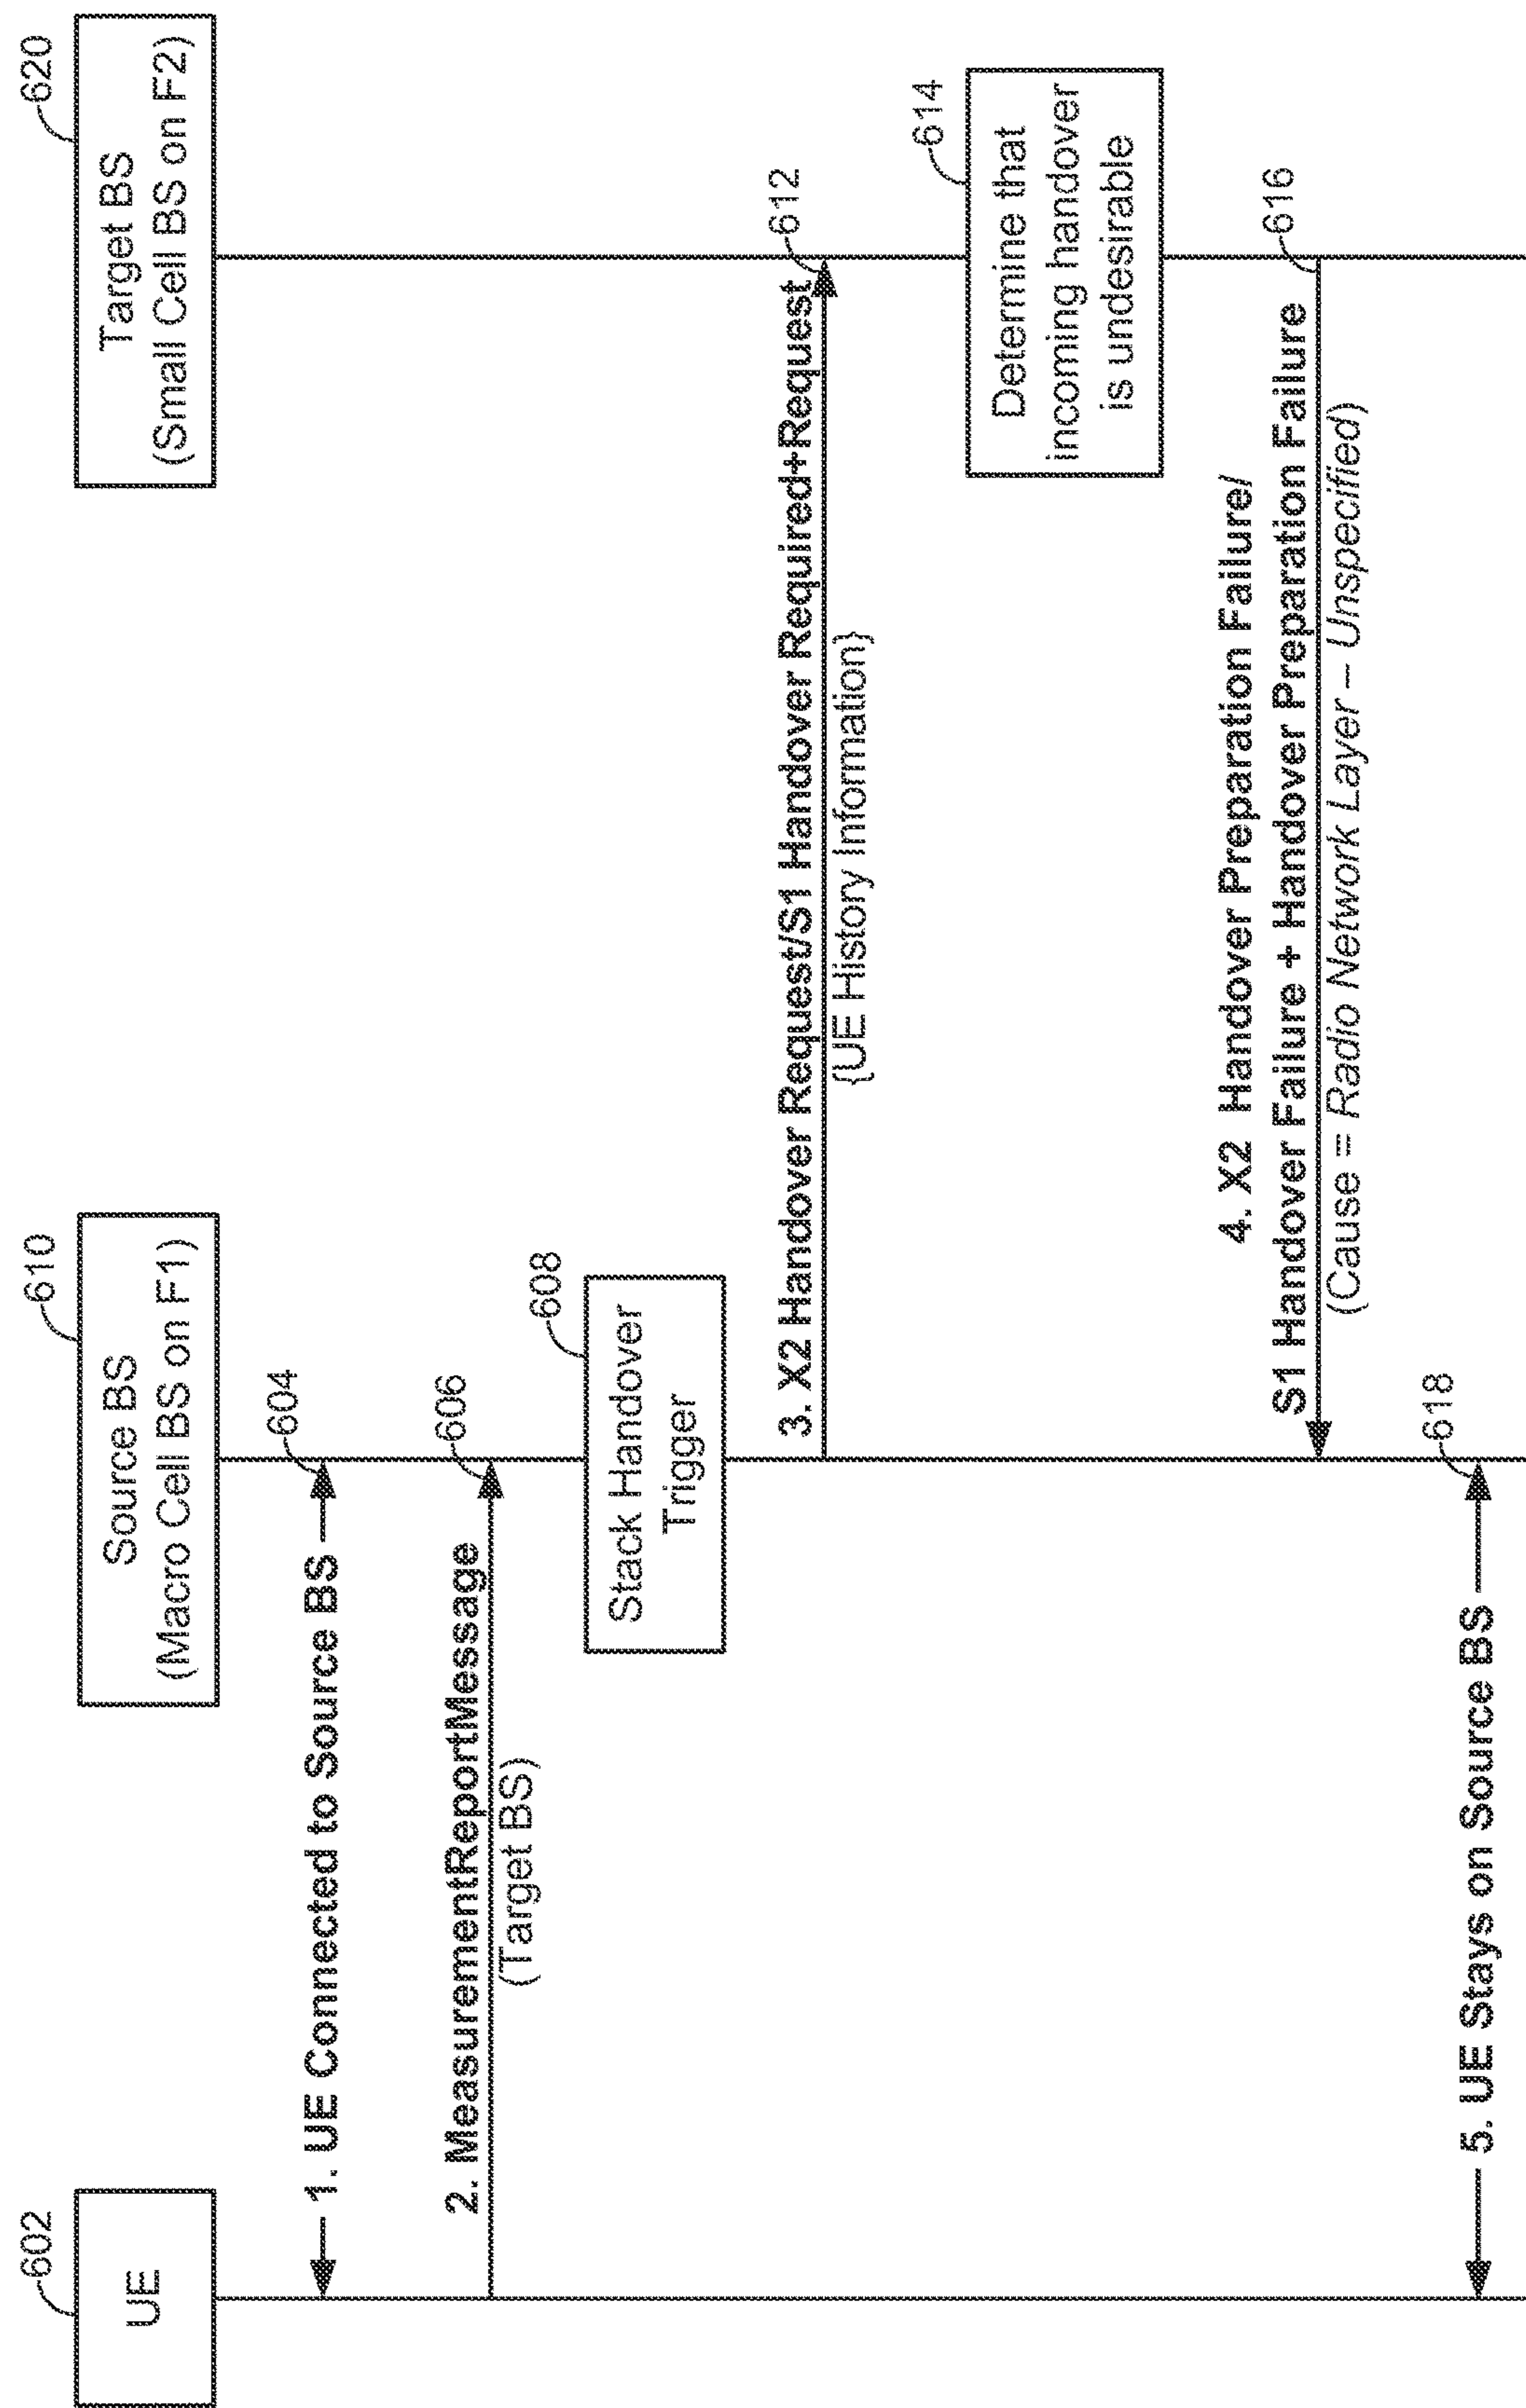 602
UE
610
Source BS
(Macro Cell BS on F1)
620
Target BS
(Small Cell BS on F2)
604
1. UE Connected to Source BS
606
2. MeasurementReportMessage
(Target BS)
608
Stack Handover
Trigger
612
3. X2 Handover Request/S1 Handover Required+Request
{UE History Information}
614
Determine that
incoming handover
is undesirable
616
4. X2 Handover Preparation Failure/
S1 Handover Failure + Handover Preparation Failure
(Cause = Radio Network Layer – Unspecified)
618
5. UE Stays on Source BS